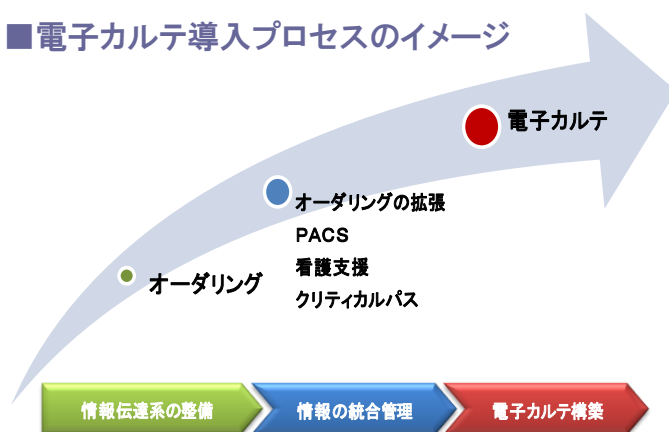 ■電子カルテ導入プロセスのイメージ
電子カルテ
オーダリングの拡張
PACS
看護支援
クリティカルパス
オーダリング
情報伝達系の整備
情報の統合管理
電子カルテ構築